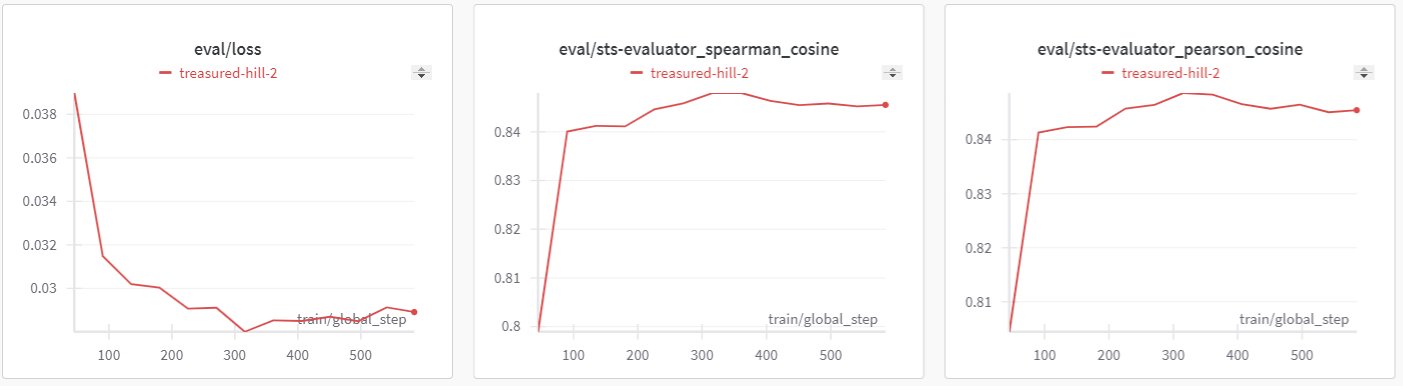 eval/loss
treasured-hill-2
0.038
0.036
0.034
0.032
0.03
train/global_step
100 200 300 400 500
eval/sts-evaluator_spearman_cosine
treasured-hill-2
0.84
0.83
0.82
0.81
0.8
train/global_step
100 200 300 400 500
eval/sts-evaluator_pearson_cosine
treasured-hill-2
0.84
0.83
0.82
0.81
train/global_step
100 200 300 400 500